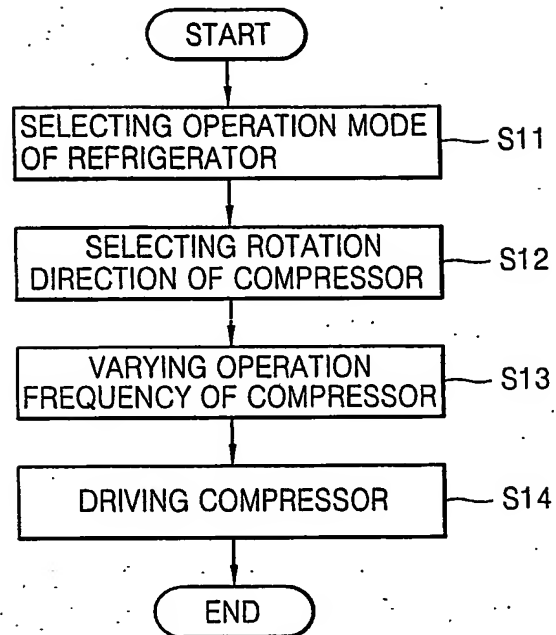 START
SELECTING OPERATION MODE
OF REFRIGERATOR
S11
SELECTING ROTATION
DIRECTION OF COMPRESSOR
S12
VARYING OPERATION
FREQUENCY OF COMPRESSOR
S13
DRIVING COMPRESSOR
S14
END